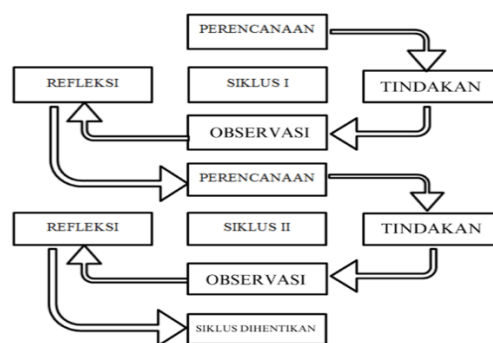 PERENCANAAN
REFLEKSI
SIKLUS I
TINDAKAN
OBSERVASI
PERENCANAAN
REFLEKSI
SIKLUS II
TINDAKAN
OBSERVASI
SIKLUS DIHENTIKAN